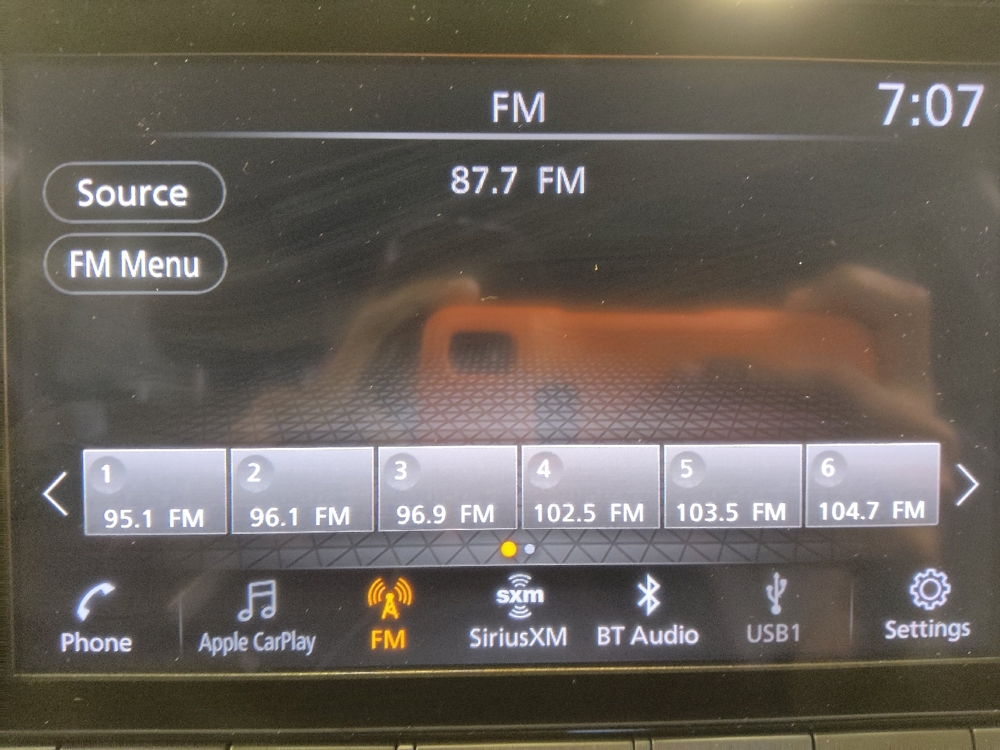 FM
7:07
Source
87.7 FM
FM Menu
1
2
3
4
5
6
95.1 FM
96.1 FM
96.9 FM
102.5 FM
103.5 FM
104.7 FM
sxm
Phone
Apple CarPlay
FM
SiriusXM
BT Audio
USB1
Settings